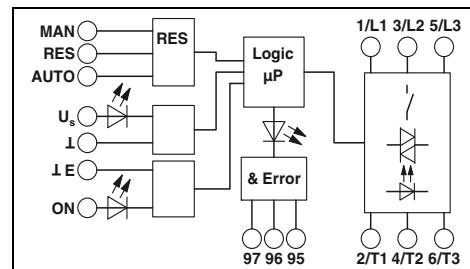 MAN
RES
AUTO
RES
U_s
⊥
⊥ E
ON
Logic
µP
& Error
97 96 95
1/L1 3/L2 5/L3
2/T1 4/T2 6/T3